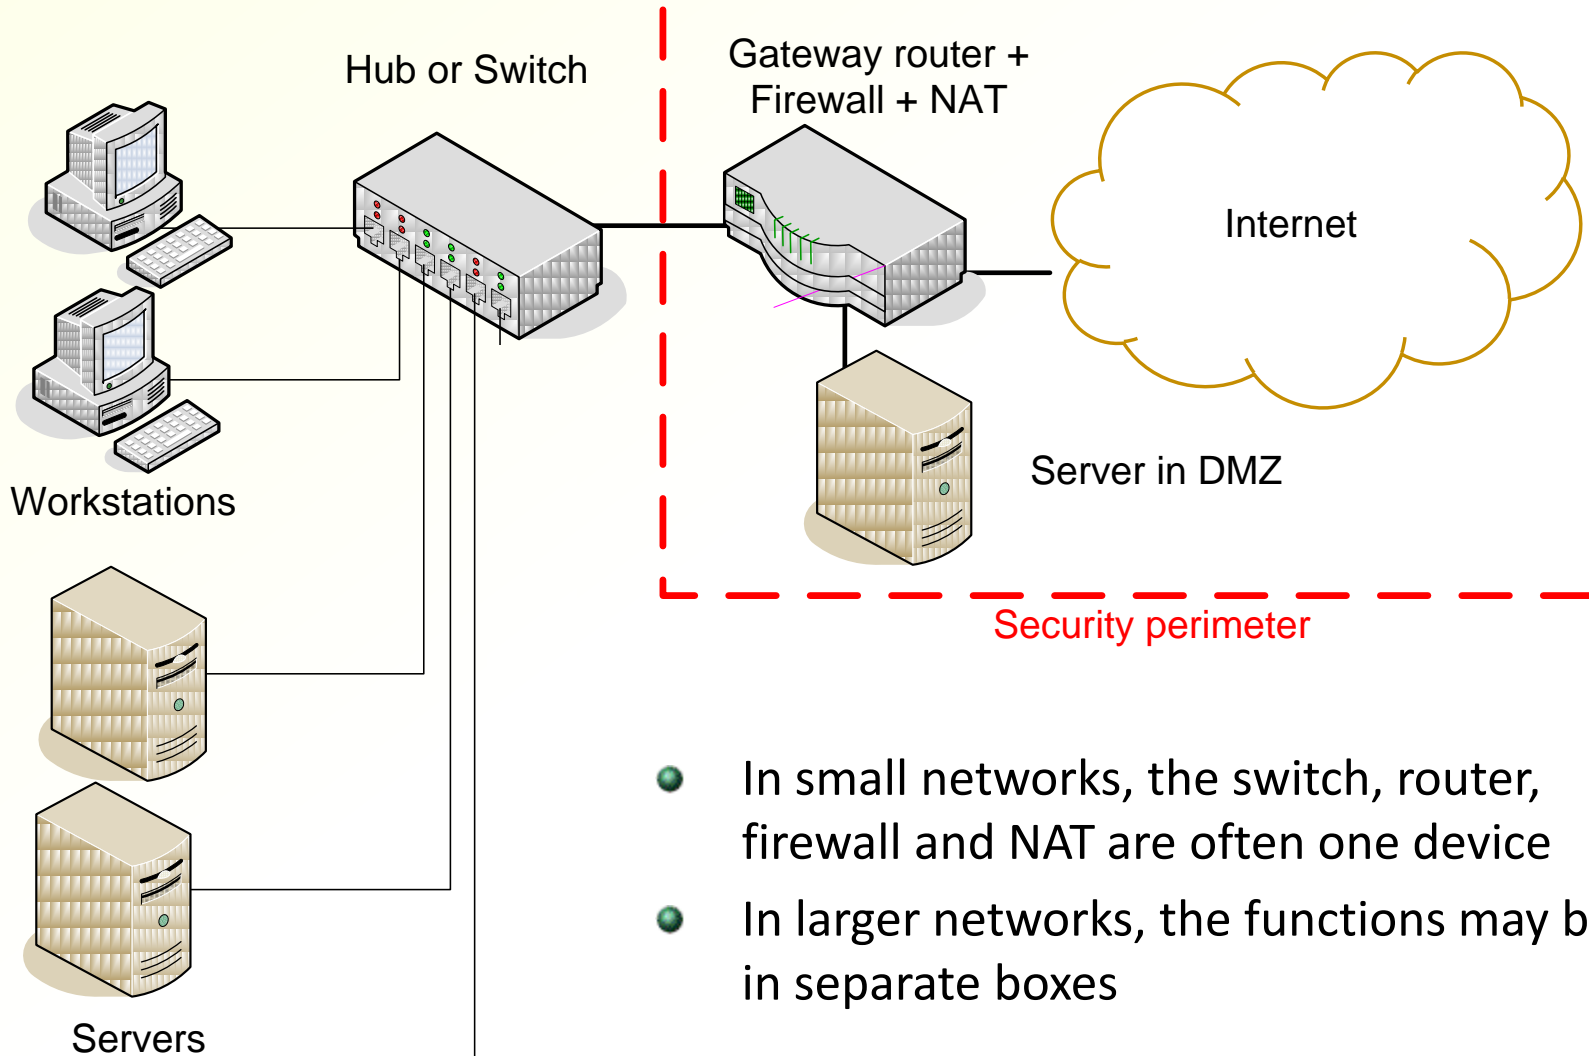 Hub or Switch
Gateway router +
Firewall + NAT
Internet
Workstations
Server in DMZ
Security perimeter
Servers
In small networks, the switch, router,
firewall and NAT are often one device
In larger networks, the functions may b
in separate boxes